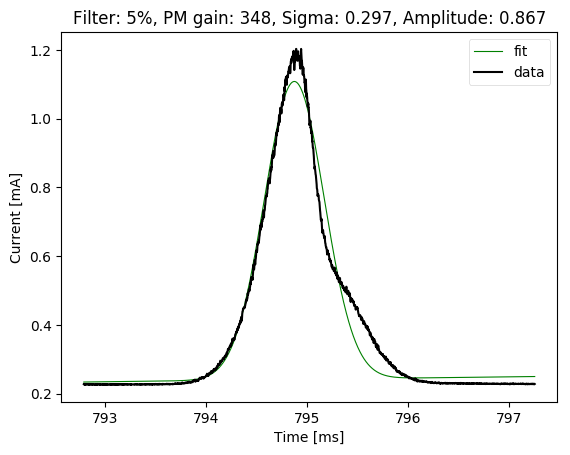 Filter: 5%, PM gain: 348, Sigma: 0.297, Amplitude: 0.867
fit
data
1.2
1.0
0.8
0.6
0.4
0.2
Current [mA]
793
794
795
796
797
Time [ms]